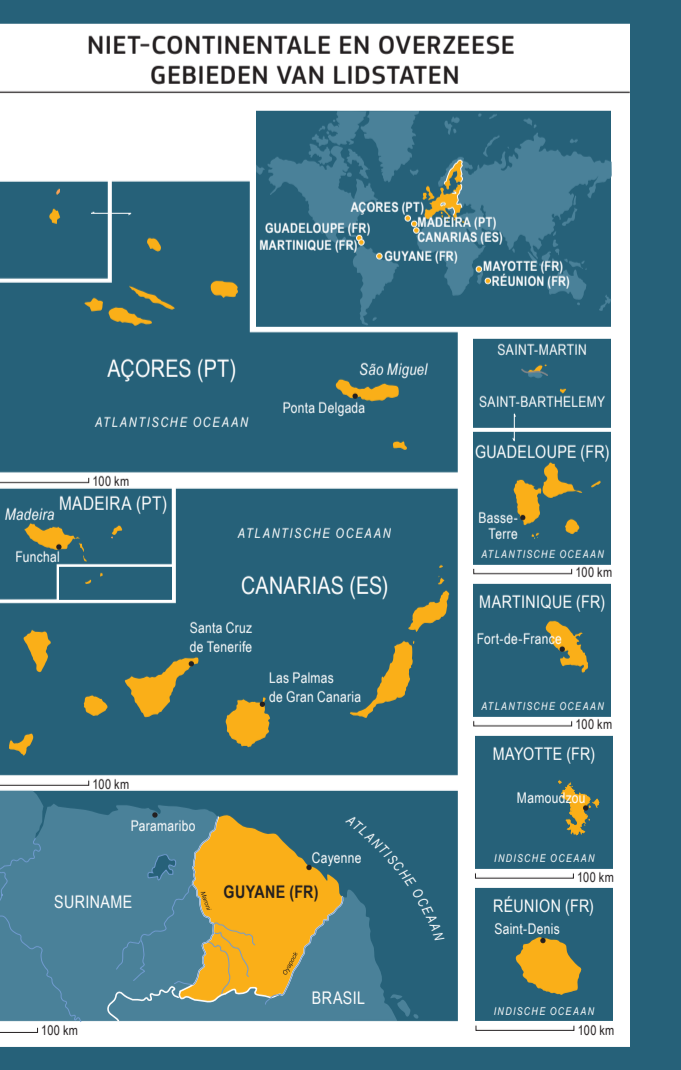 NIET-CONTINENTALE EN OVERZEESE
GEBIEDEN VAN LIDSTATEN
AÇORES (PT)
MADEIRA (PT)
CANARIAS (ES)
GUADELOUPE (FR)
MARTINIQUE (FR)
GUYANE (FR)
MAYOTTE (FR)
RÉUNION (FR)
AÇORES (PT)
São Miguel
Ponta Delgada
ATLANTISCHE OCEAAN
100 km
SAINT-MARTIN
SAINT-BARTHÉLEMY
GUADELOUPE (FR)
Basse-
Terre
ATLANTISCHE OCEAAN
100 km
MADEIRA (PT)
Madeira
Funchal
ATLANTISCHE OCEAAN
CANARIAS (ES)
Santa Cruz
de Tenerife
Las Palmas
de Gran Canaria
100 km
MARTINIQUE (FR)
Fort-de-France
ATLANTISCHE OCEAAN
100 km
MAYOTTE (FR)
Mamoudzou
INDISCHE OCEAAN
100 km
Paramaribo
SURINAME
GUYANE (FR)
Cayenne
ATLANTISCHE OCEAAN
Maroni
Oyapock
BRASIL
100 km
RÉUNION (FR)
Saint-Denis
INDISCHE OCEAAN
100 km